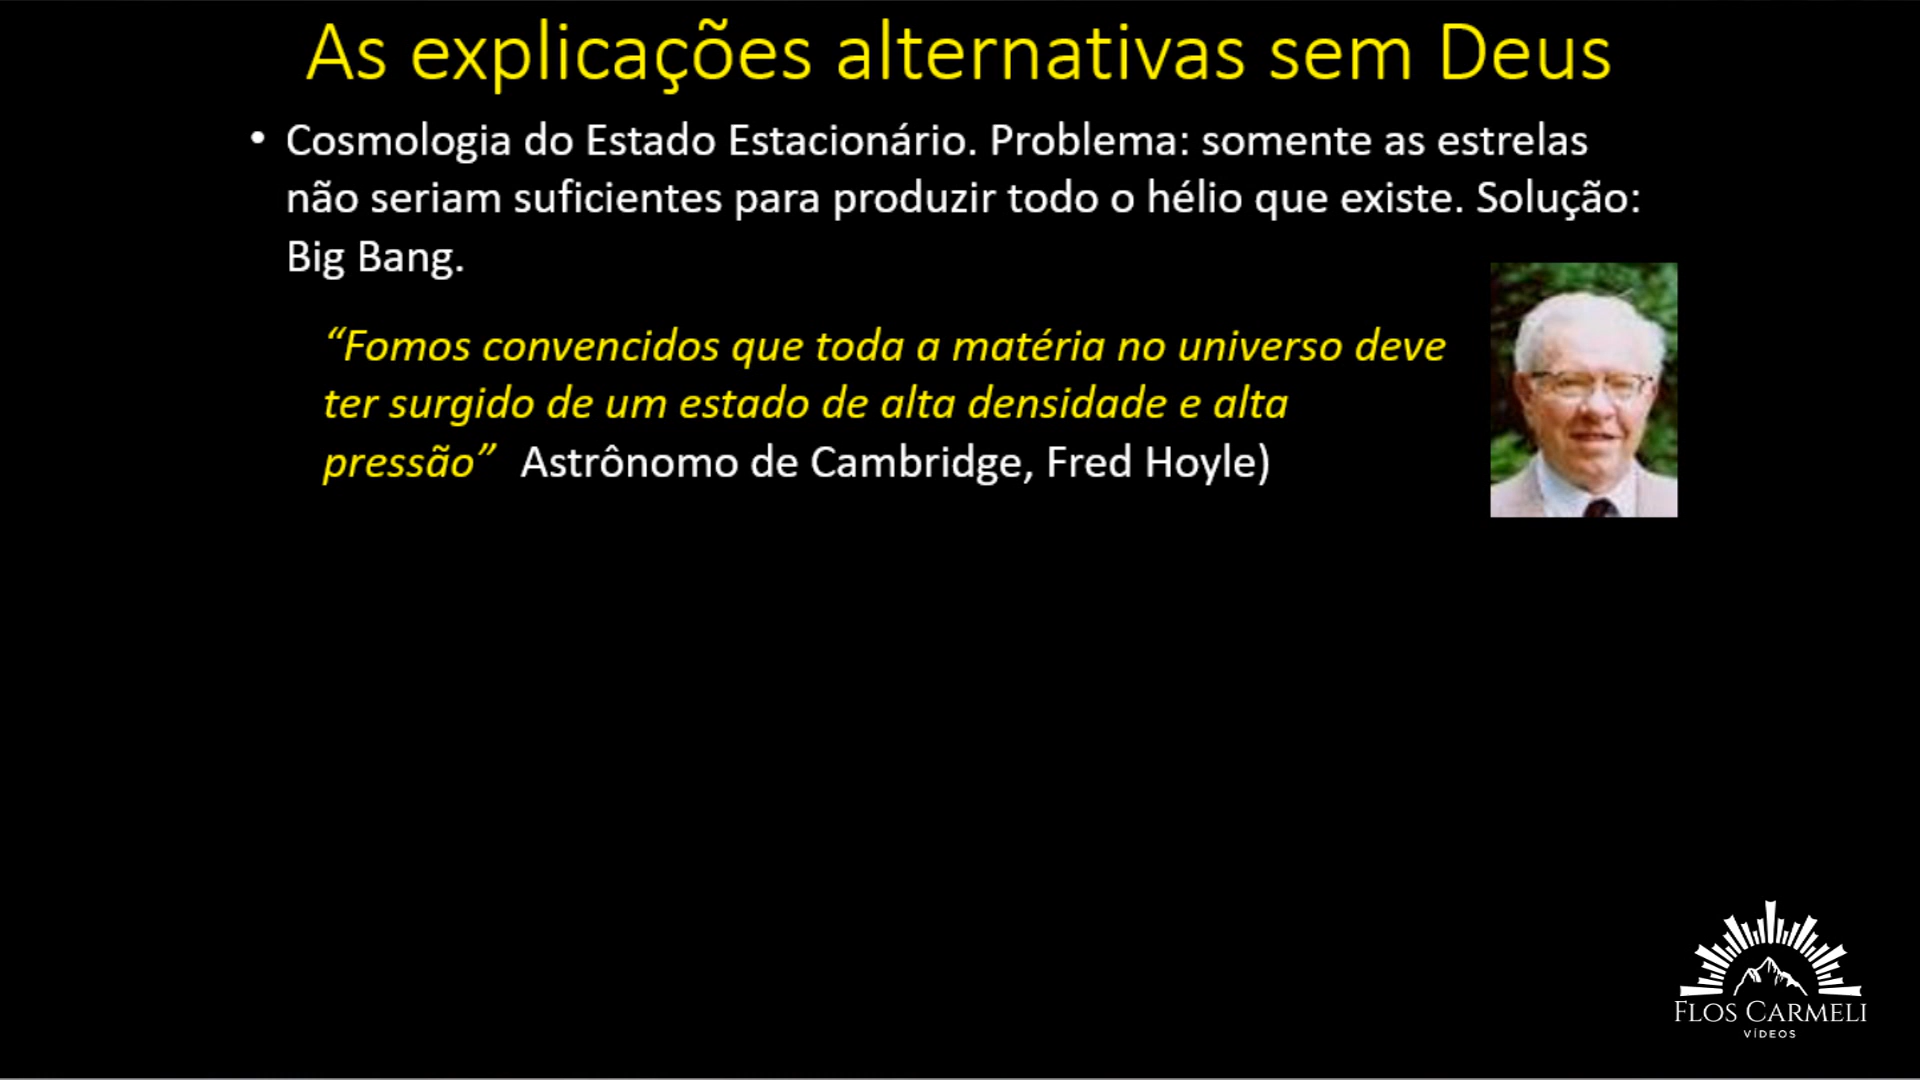 As explicações alternativas sem Deus
• Cosmologia do Estado Estacionário. Problema: somente as estrelas
não seriam suficientes para produzir todo o hélio que existe. Solução:
Big Bang.
“Fomos convencidos que toda a matéria no universo deve
ter surgido de um estado de alta densidade e alta
pressão” Astrônomo de Cambridge, Fred Hoyle)
FLOS CARMELI
VÍDEOS